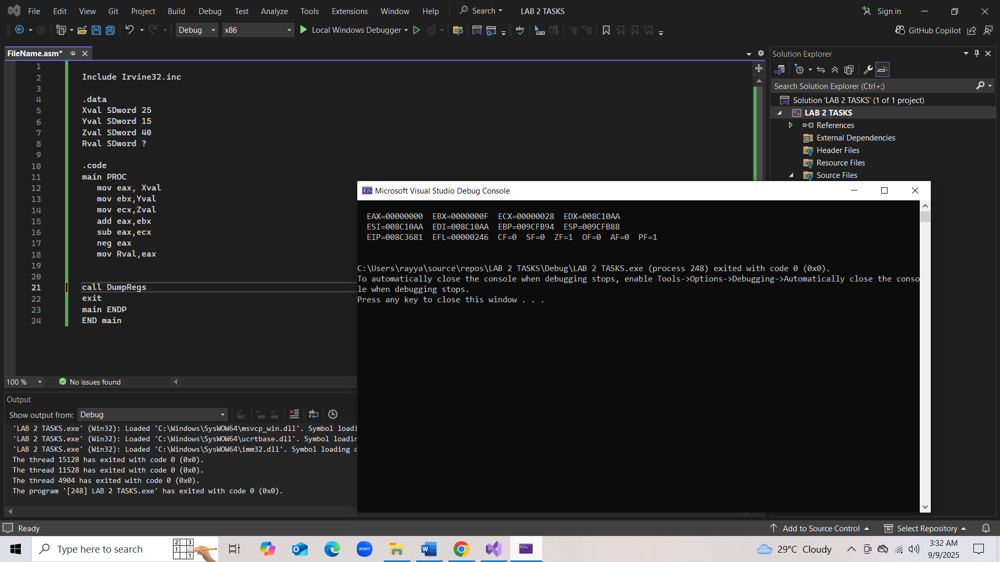 File Edit View Git Project Build Debug Test Analyze Tools Extensions Window Help Search LAB 2 TASKS Sign in
Debug x86 Local Windows Debugger GitHub Copilot
FileName.asm*
1
2 Include Irvine32.inc
3
4 .data
5 Xval SDword 25
6 Yval SDword 15
7 Zval SDword 40
8 Rval SDword ?
9
10 .code
11 main PROC
12 mov eax, Xval
13 mov ebx,Yval
14 mov ecx,Zval
15 add eax,ebx
16 sub eax,ecx
17 neg eax
18 mov Rval,eax
19
20
21 call DumpRegs
22 exit
23 main ENDP
24 END main
100 % No issues found
Solution Explorer
Search Solution Explorer (Ctrl+;)
Solution 'LAB 2 TASKS' (1 of 1 project)
LAB 2 TASKS
References
External Dependencies
Header Files
Resource Files
Source Files
Microsoft Visual Studio Debug Console
EAX=00000000 EBX=0000000F ECX=00000028 EDX=008C10AA
ESI=008C10AA EDI=008C10AA EBP=009CFB94 ESP=009CFB88
EIP=008C3681 EFL=00000246 CF=0 SF=0 ZF=1 OF=0 AF=0 PF=1
C:\Users\rayya\source\repos\LAB 2 TASKS\Debug\LAB 2 TASKS.exe (process 248) exited with code 0 (0x0).
To automatically close the console when debugging stops, enable Tools->Options->Debugging->Automatically close the conso
le when debugging stops.
Press any key to close this window . . .
Output
Show output from: Debug
'LAB 2 TASKS.exe' (Win32): Loaded 'C:\Windows\SysWOW64\msvcp_win.dll'. Symbol loadi
'LAB 2 TASKS.exe' (Win32): Loaded 'C:\Windows\SysWOW64\ucrtbase.dll'. Symbol loadin
'LAB 2 TASKS.exe' (Win32): Loaded 'C:\Windows\SysWOW64\imm32.dll'. Symbol loading d
The thread 15128 has exited with code 0 (0x0).
The thread 11528 has exited with code 0 (0x0).
The thread 4904 has exited with code 0 (0x0).
The program '[248] LAB 2 TASKS.exe' has exited with code 0 (0x0).
Ready Add to Source Control Select Repository
Type here to search zoom 29°C Cloudy 3:32 AM
9/9/2025